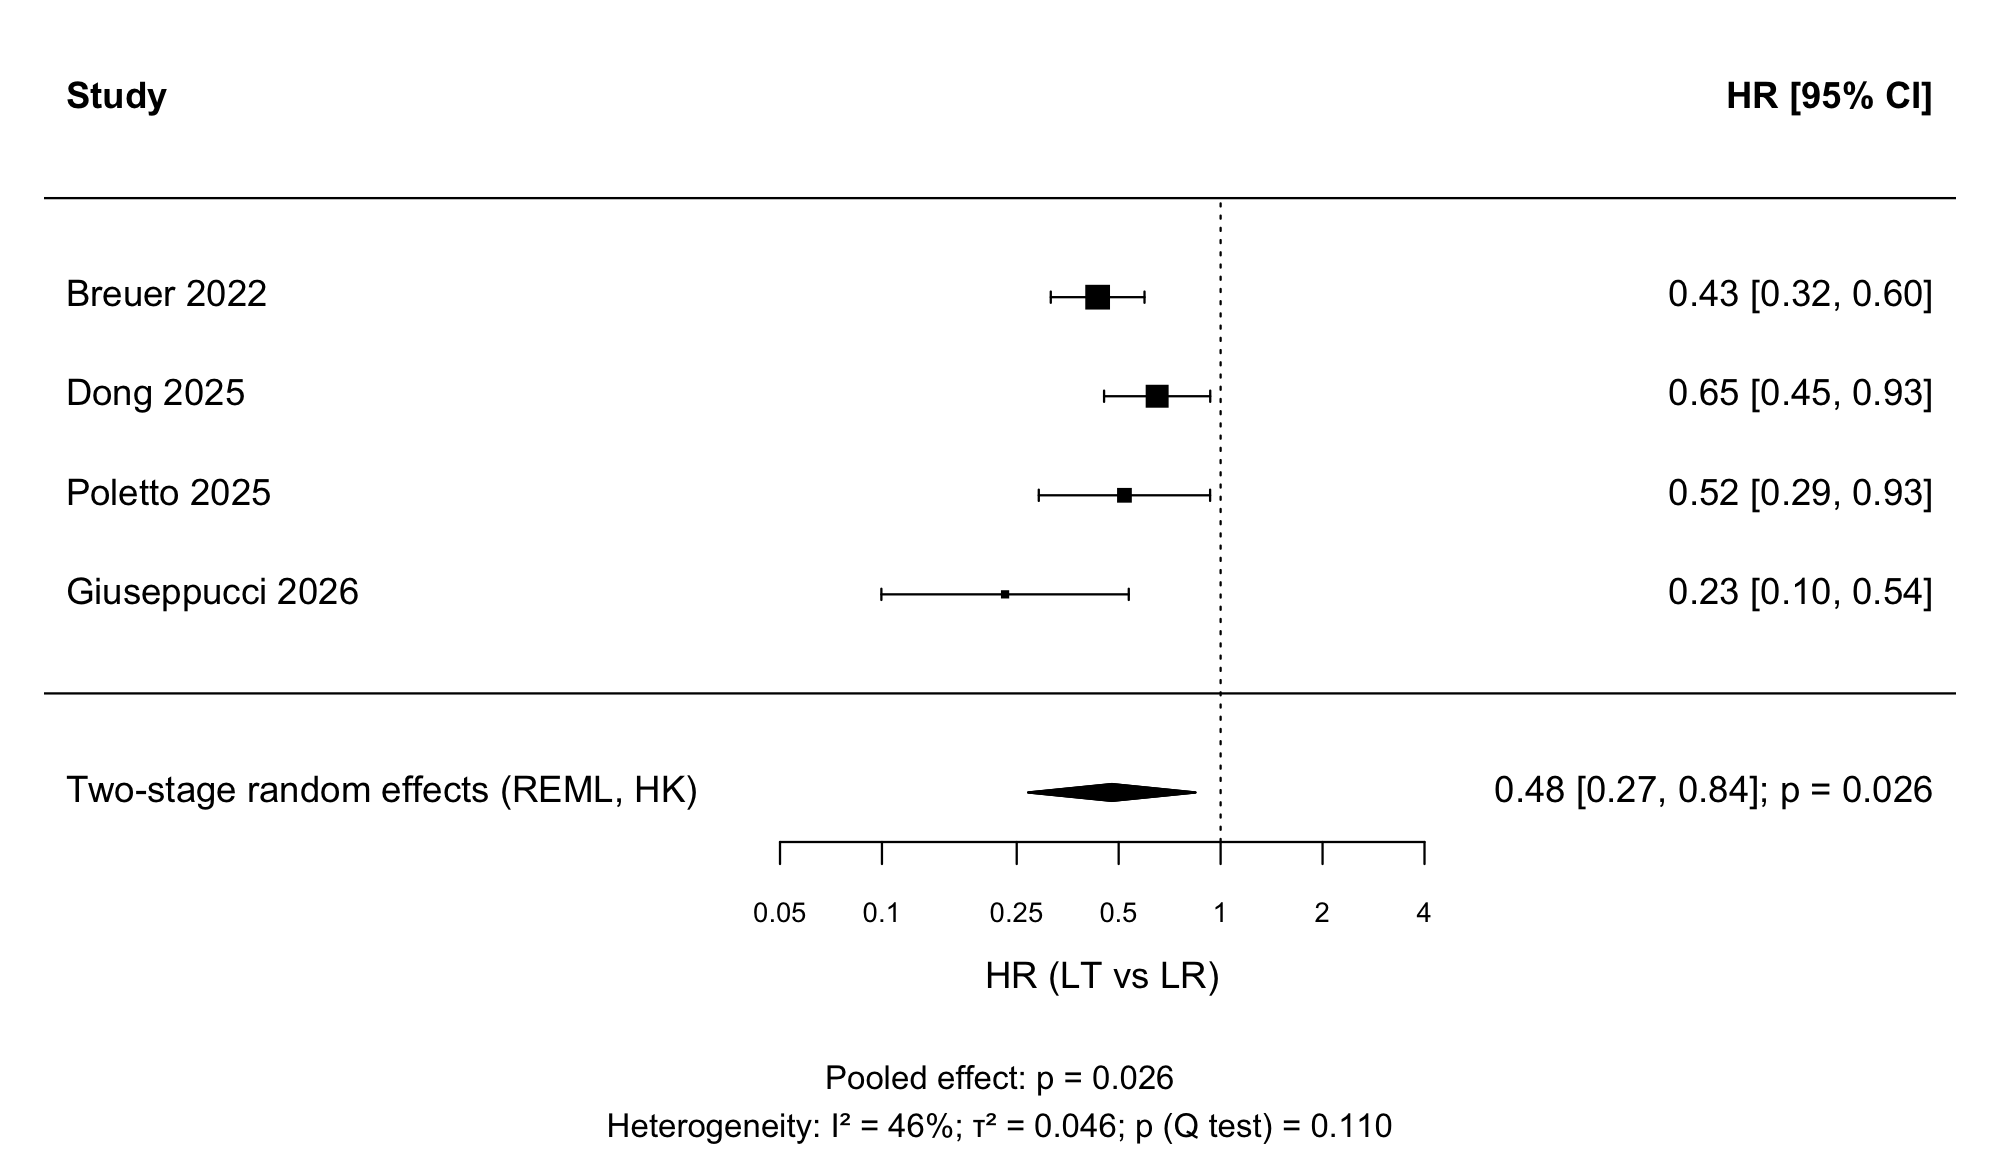 Study HR [95% CI]
Breuer 2022 0.43 [0.32, 0.60]
Dong 2025 0.65 [0.45, 0.93]
Poletto 2025 0.52 [0.29, 0.93]
Giuseppucci 2026 0.23 [0.10, 0.54]
Two-stage random effects (REML, HK) 0.48 [0.27, 0.84]; p = 0.026
0.05 0.1 0.25 0.5 1 2 4
HR (LT vs LR)
Pooled effect: p = 0.026
Heterogeneity: I² = 46%; τ² = 0.046; p (Q test) = 0.110